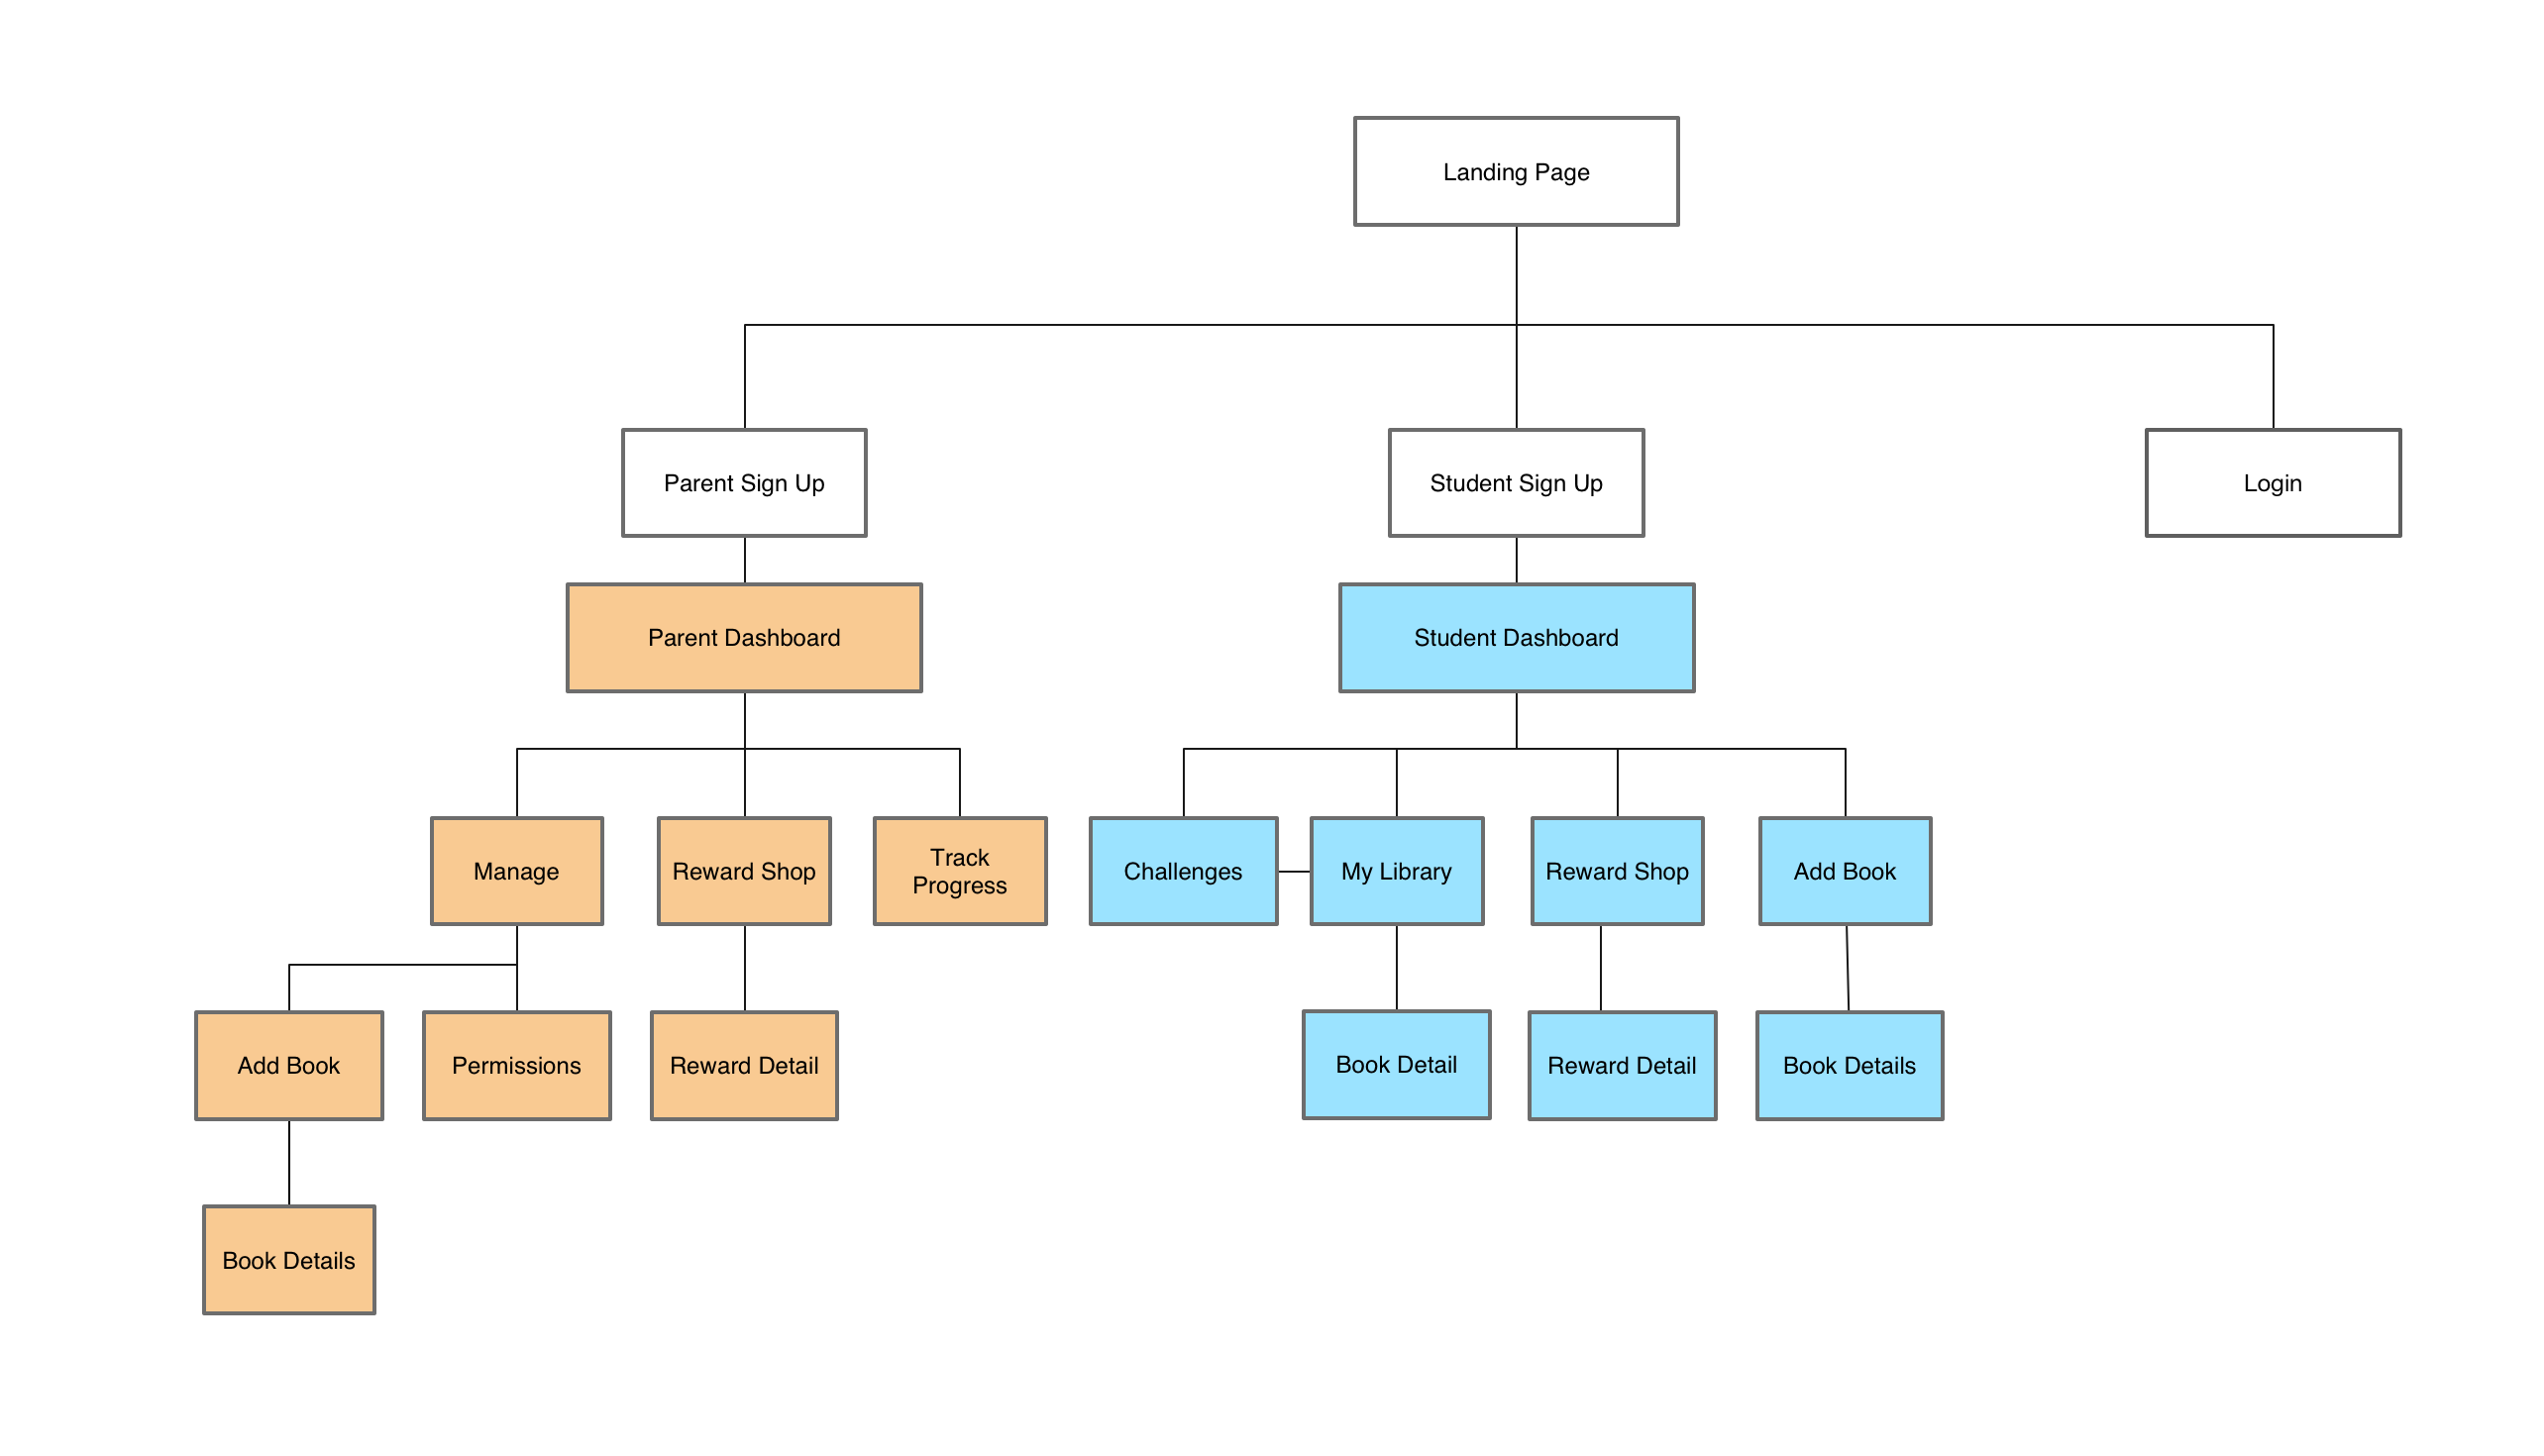 Landing Page
Parent Sign Up
Student Sign Up
Login
Parent Dashboard
Student Dashboard
Manage
Reward Shop
Track
Progress
Challenges
My Library
Reward Shop
Add Book
Add Book
Permissions
Reward Detail
Book Detail
Reward Detail
Book Details
Book Details